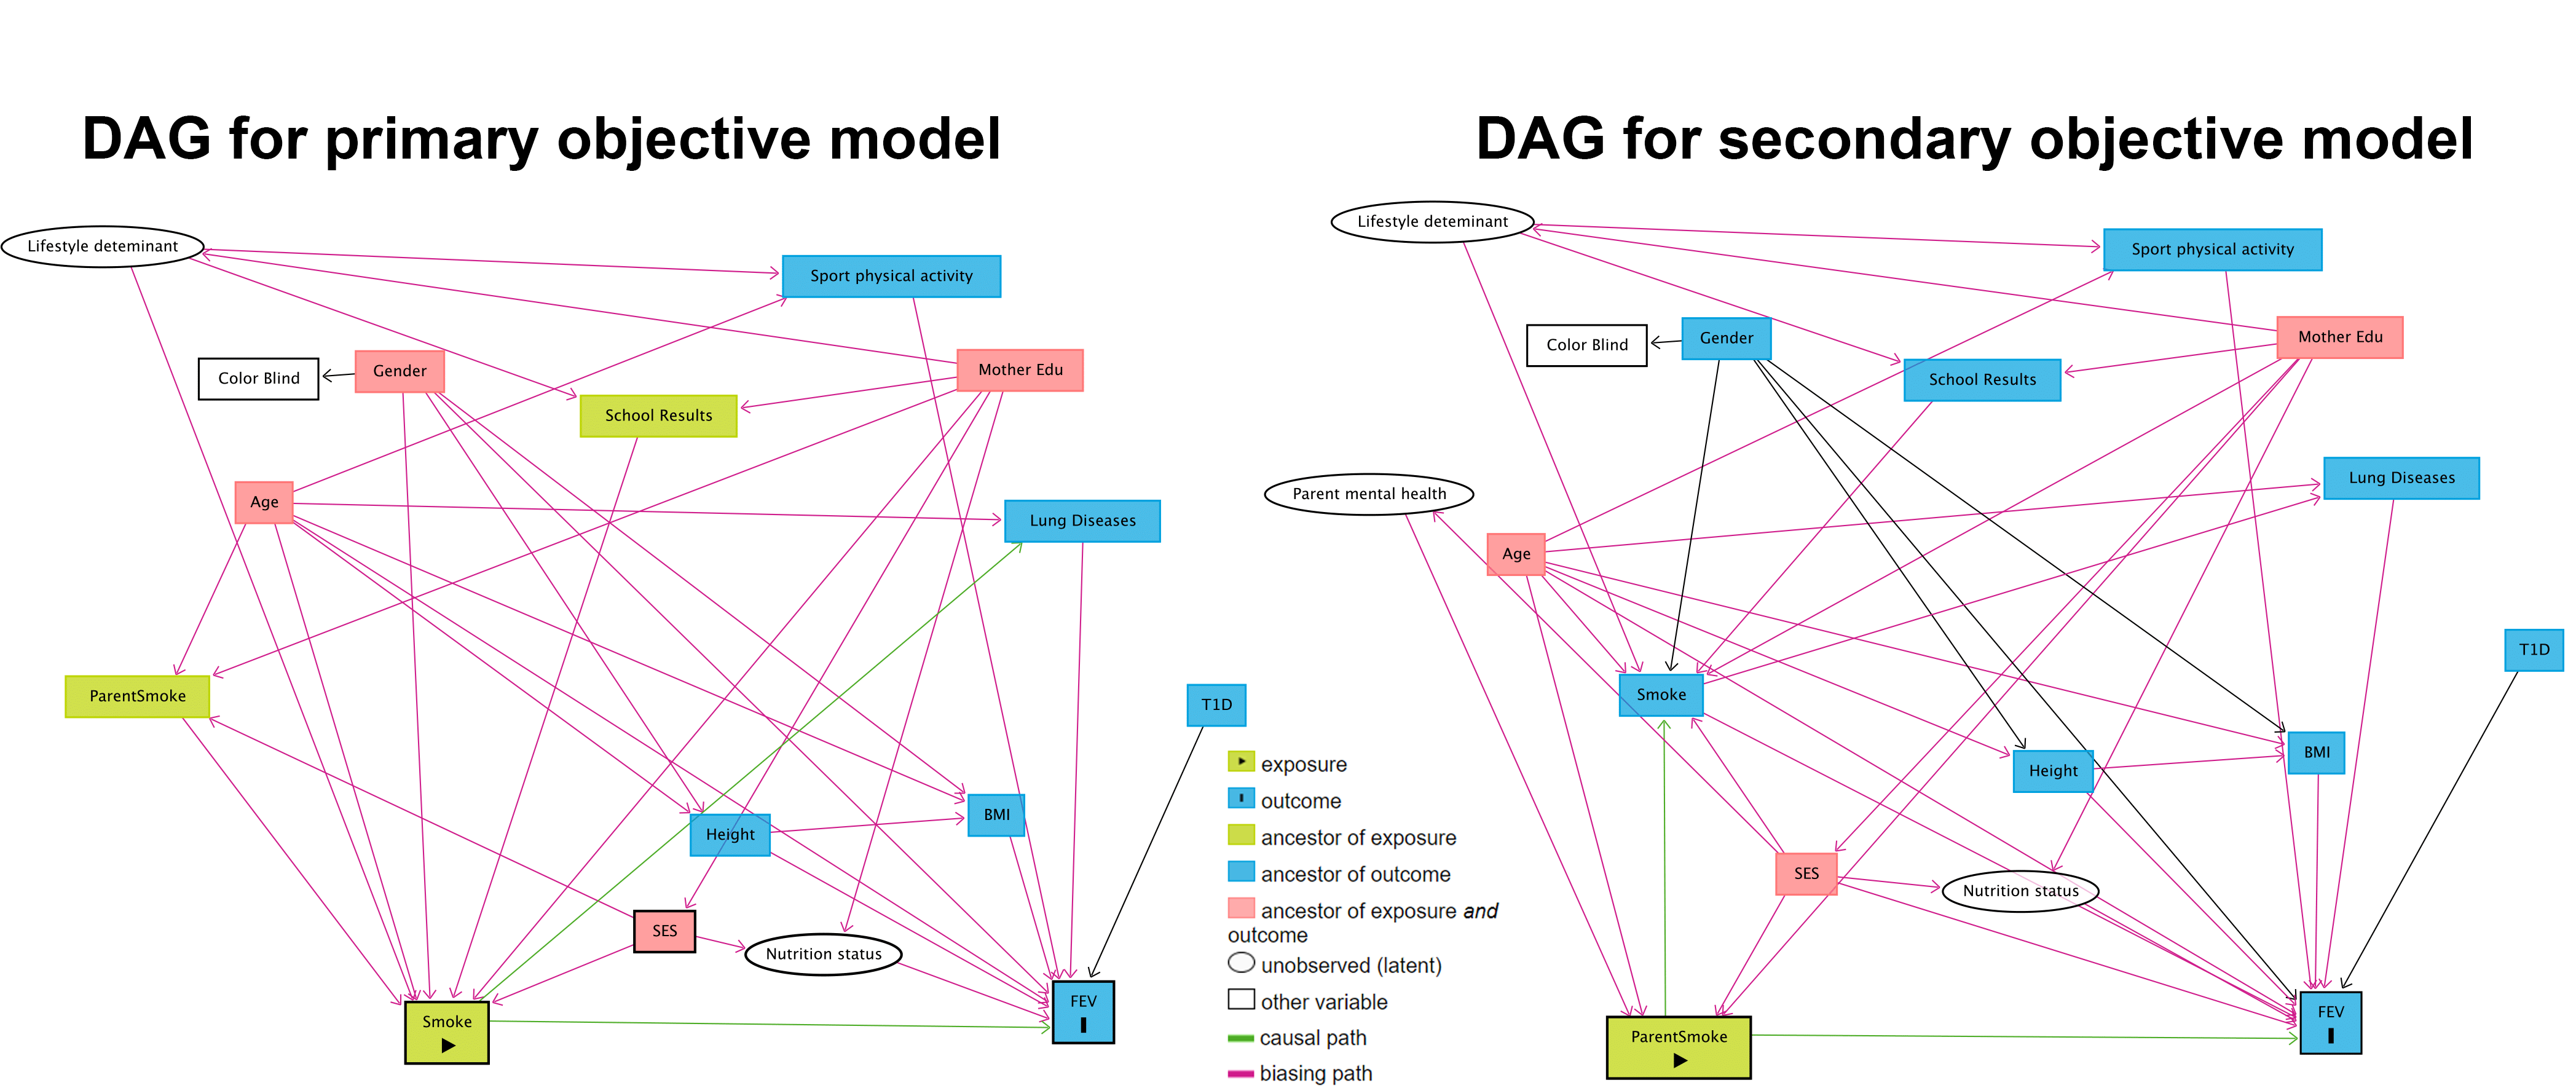 DAG for primary objective model
Lifestyle deteminant
Sport physical activity
Color Blind
Gender
Mother Edu
School Results
Age
Lung Diseases
ParentSmoke
T1D
Height
BMI
SES
Nutrition status
Smoke
FEV
exposure
outcome
ancestor of exposure
ancestor of outcome
ancestor of exposure and
outcome
unobserved (latent)
other variable
causal path
biasing path
DAG for secondary objective model
Lifestyle deteminant
Sport physical activity
Color Blind
Gender
Mother Edu
School Results
Parent mental health
Lung Diseases
Age
T1D
Smoke
Height
BMI
SES
Nutrition status
ParentSmoke
FEV